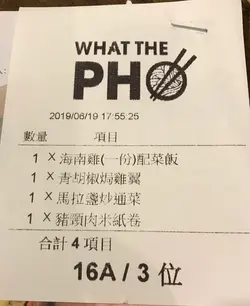 WHAT THE
PHO
2019/06/19 17:55:25
數量 項目
1 X 海南雞(一份)配菜飯
1 X 青胡椒焗雞翼
1 X 馬拉盞炒通菜
1 X 豬頸肉米紙卷
合計 4 項目
16A / 3 位